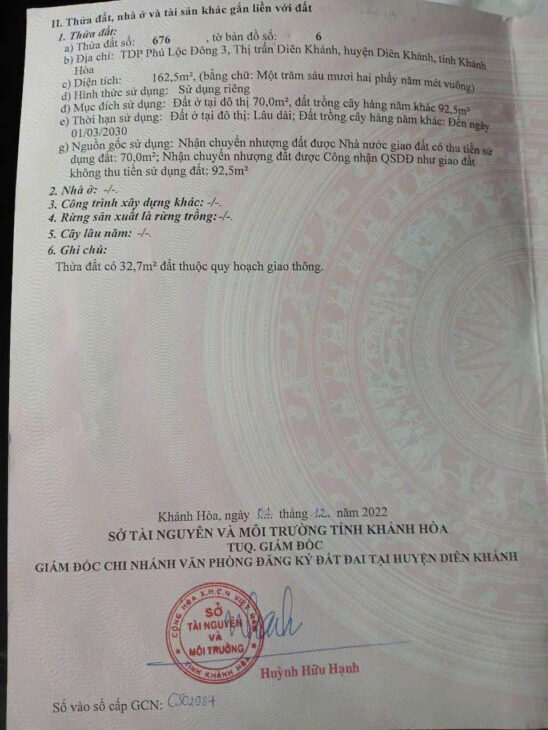 II. Thửa đất, nhà ở và tài sản khác gắn liền với đất
1. Thửa đất:
a) Thửa đất số: 676 , tờ bản đồ số: 6
b) Địa chỉ: TDP Phú Lộc Đông 3, Thị trấn Diên Khánh, huyện Diên Khánh, tỉnh Khánh
Hòa
c) Diện tích: 162,5m², (bằng chữ: Một trăm sáu mươi hai phẩy năm mét vuông)
d) Hình thức sử dụng: Sử dụng riêng
đ) Mục đích sử dụng: Đất ở tại đô thị 70,0m², đất trồng cây hàng năm khác 92,5m²
e) Thời hạn sử dụng: Đất ở tại đô thị: Lâu dài; Đất trồng cây hàng năm khác: Đến ngày
01/03/2030
g) Nguồn gốc sử dụng: Nhận chuyển nhượng đất được Nhà nước giao đất có thu tiền sử
dụng đất: 70,0m²; Nhận chuyển nhượng đất được Công nhận QSDĐ như giao đất
không thu tiền sử dụng đất: 92,5m²
2. Nhà ở: -/-.
3. Công trình xây dựng khác: -/-.
4. Rừng sản xuất là rừng trồng:-/-.
5. Cây lâu năm: -/-.
6. Ghi chú:
Thửa đất có 32,7m² đất thuộc quy hoạch giao thông.
Khánh Hòa, ngày tháng 12 năm 2022
SỞ TÀI NGUYÊN VÀ MÔI TRƯỜNG TỈNH KHÁNH HÒA
TUQ. GIÁM ĐỐC
GIÁM ĐỐC CHI NHÁNH VĂN PHÒNG ĐĂNG KÝ ĐẤT ĐAI TẠI HUYỆN DIÊN KHÁNH
CỘNG HÒA X.H.C.N VIỆT NAM
SỞ
TÀI NGUYÊN
VÀ
MÔI TRƯỜNG
TỈNH KHÁNH HÒA
Huỳnh Hữu Hạnh
Số vào sổ cấp GCN: